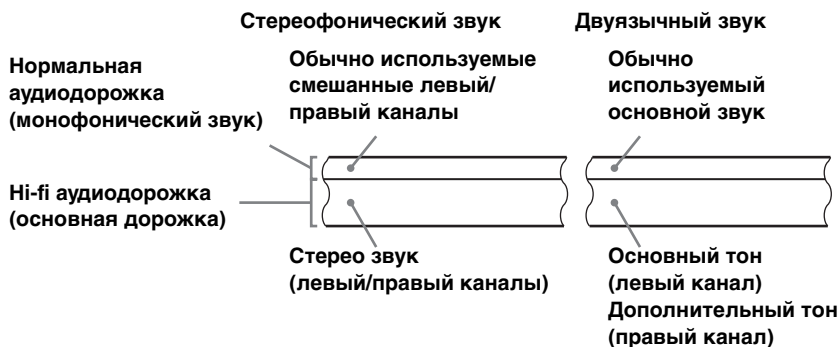 Стереофонический звук
Двуязычный звук
Нормальная
аудиодорожка
(монофонический звук)
Обычно используемые
смешанные левый/
правый каналы
Обычно
используемый
основной звук
Hi-fi аудиодорожка
(основная дорожка)
Стерео звук
(левый/правый каналы)
Основный тон
(левый канал)
Дополнительный тон
(правый канал)